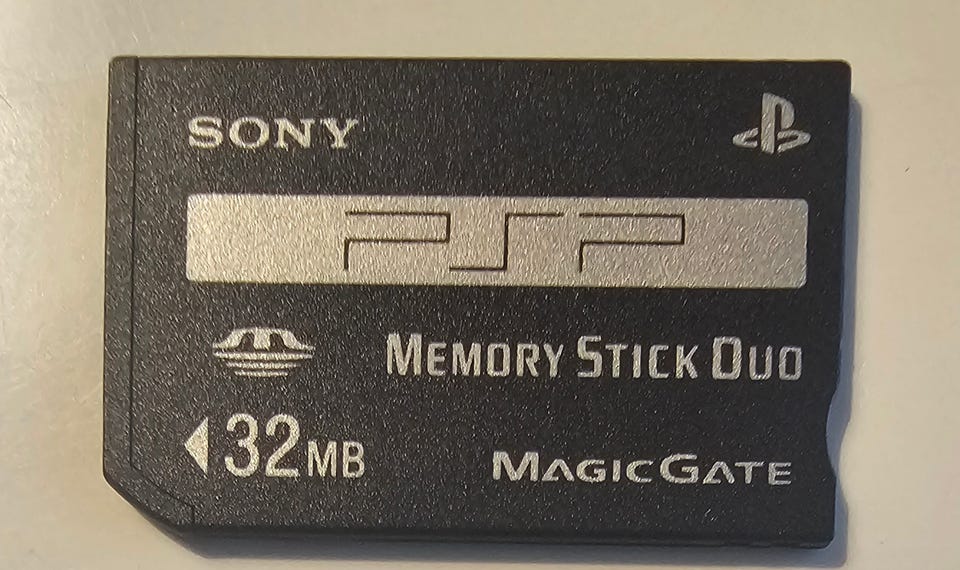 SONY
PSP
MEMORY STICK DUO
32MB
MAGICGATE